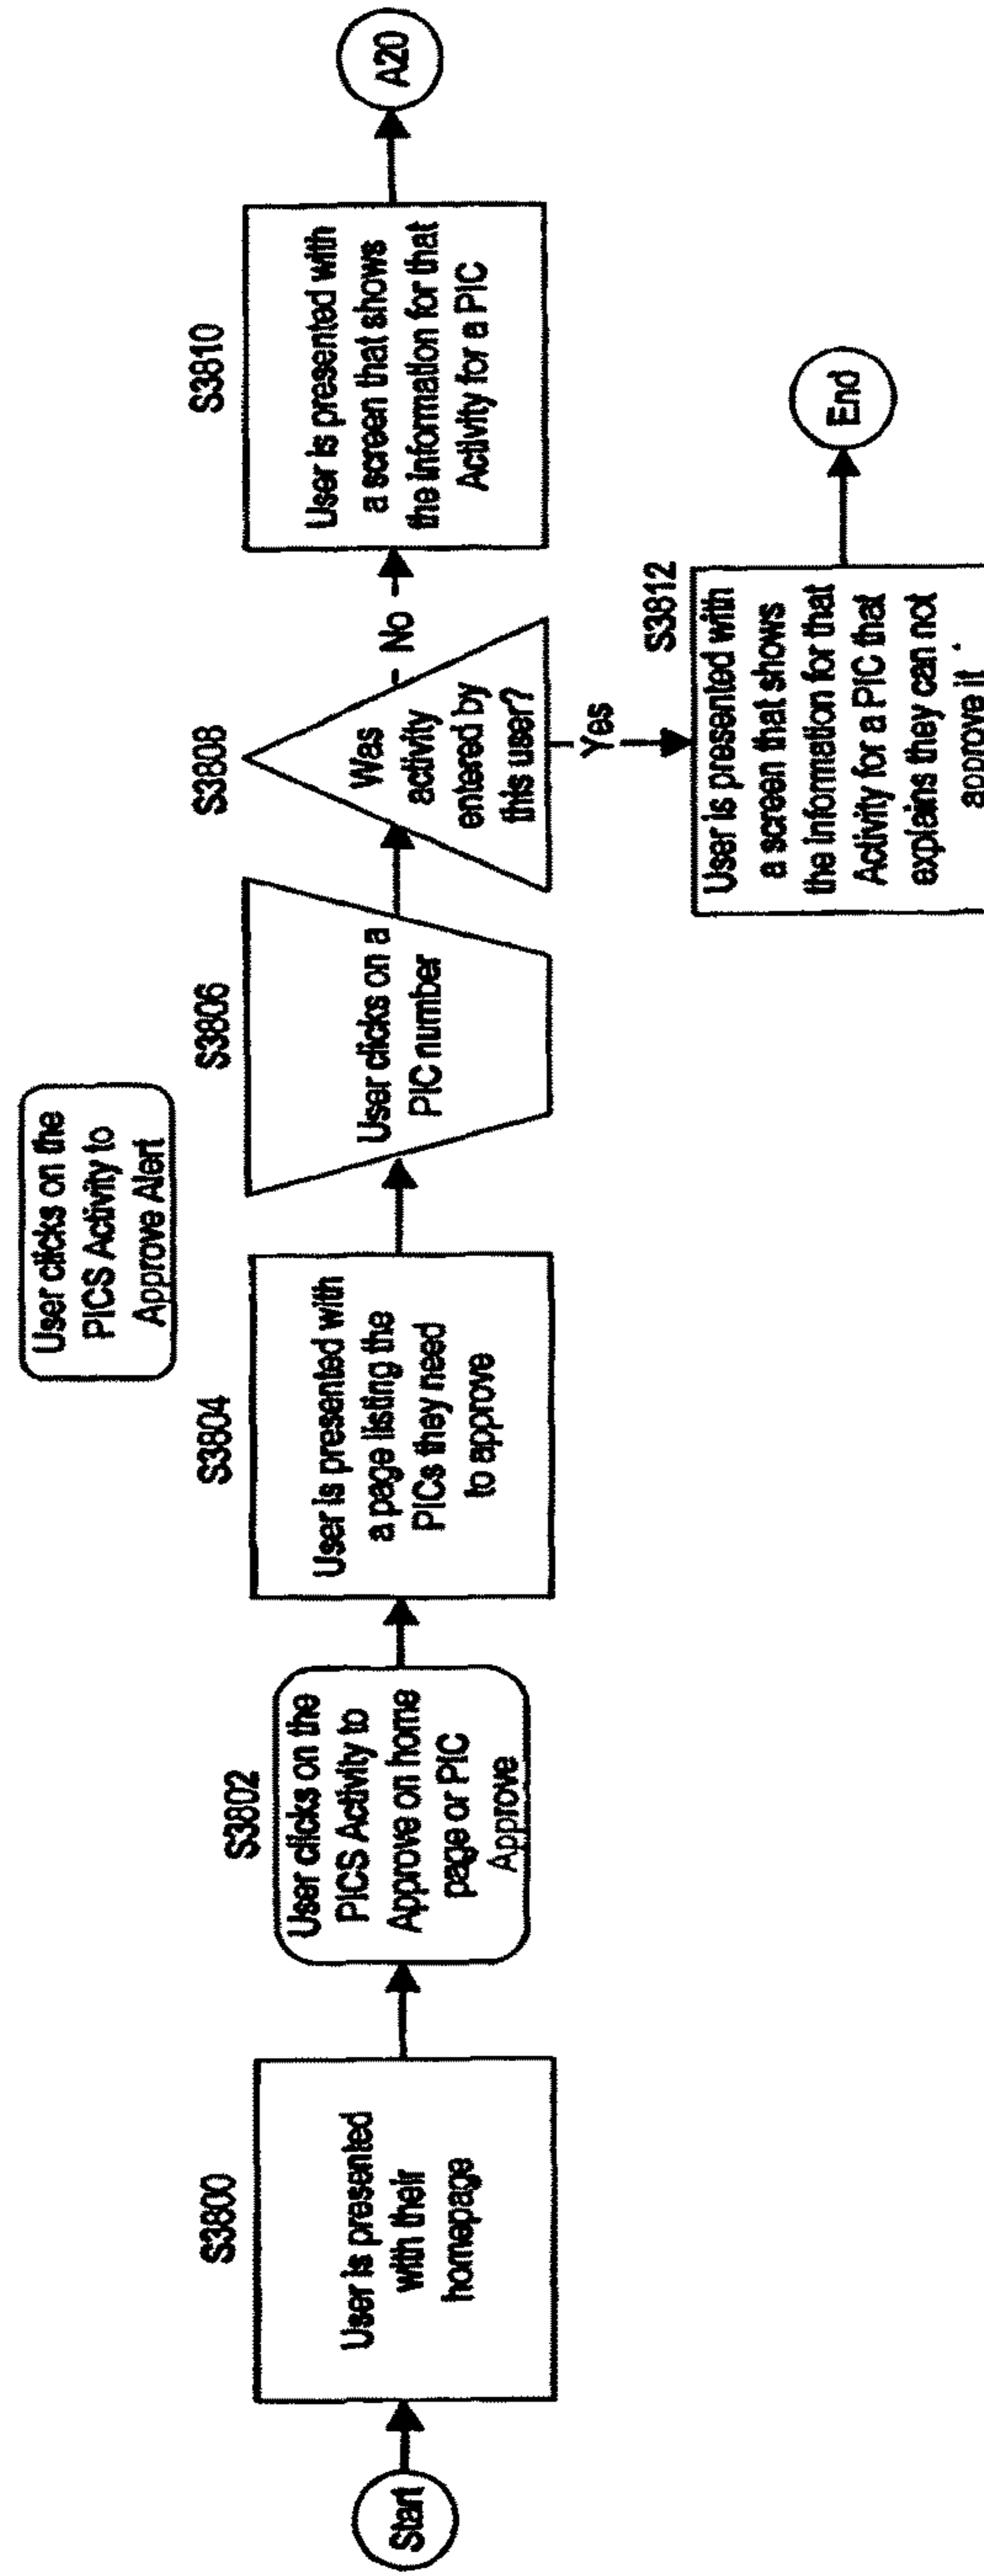 User clicks on the
PICS Activity to
Approve Alert
Start
S3800
User is presented
with their
homepage
S3802
User clicks on the
PICS Activity to
Approve on home
page or PIC
Approve
S3804
User is presented with
a page listing the
PICs they need
to approve
S3806
User clicks on a
PIC number
S3808
Was
activity
entered by
this user?
No
S3810
User is presented with
a screen that shows
the information for that
Activity for a PIC
A20
Yes
S3812
User is presented with
a screen that shows
the information for that
Activity for a PIC that
explains they can not
approve it
End